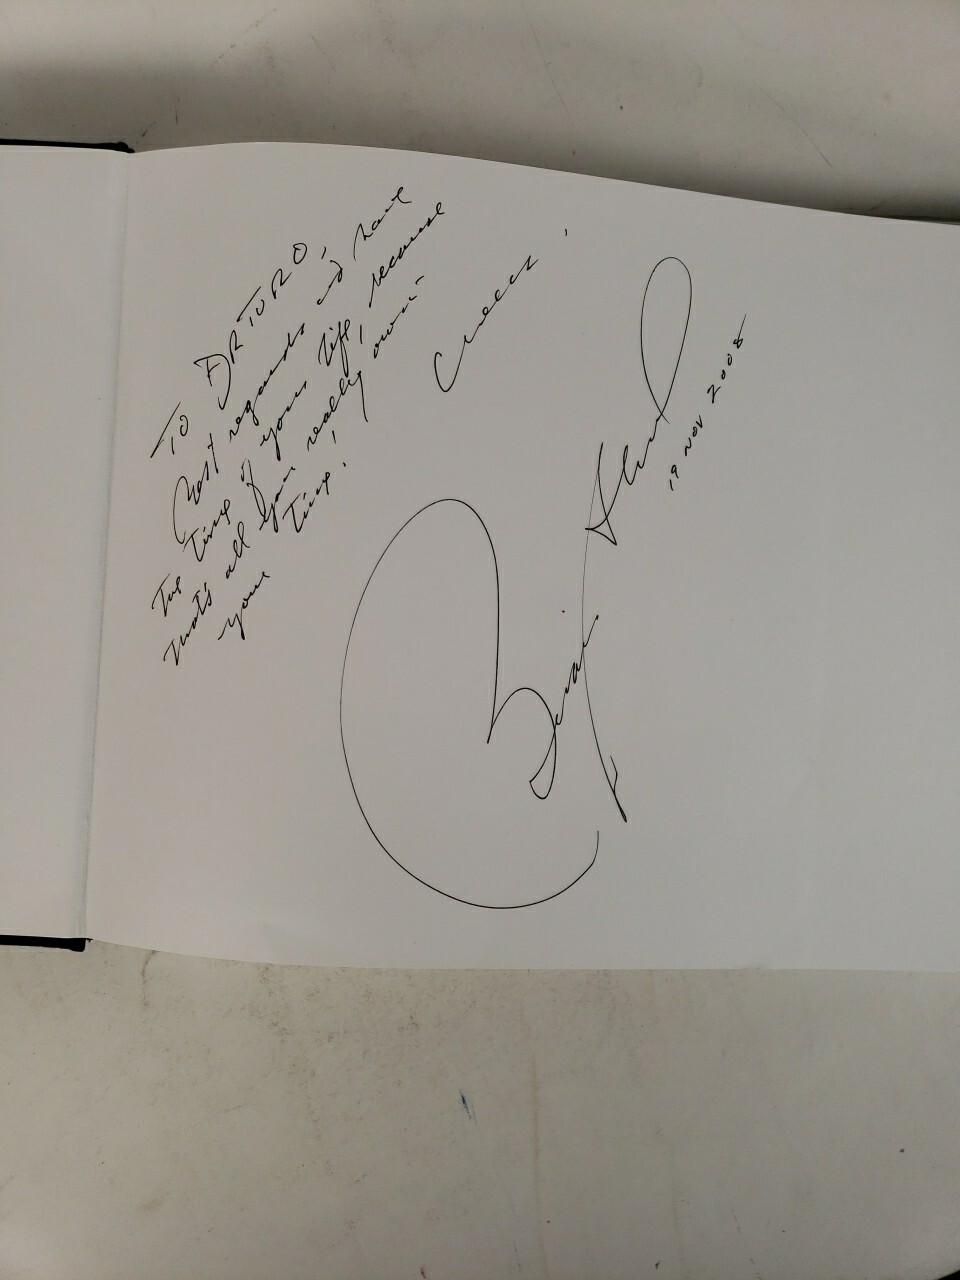 TO ARTURO,
Best regards and have
the time of your life, because
that's all you really own –
your time!
Cheers,
Brian
19 NOV 2008